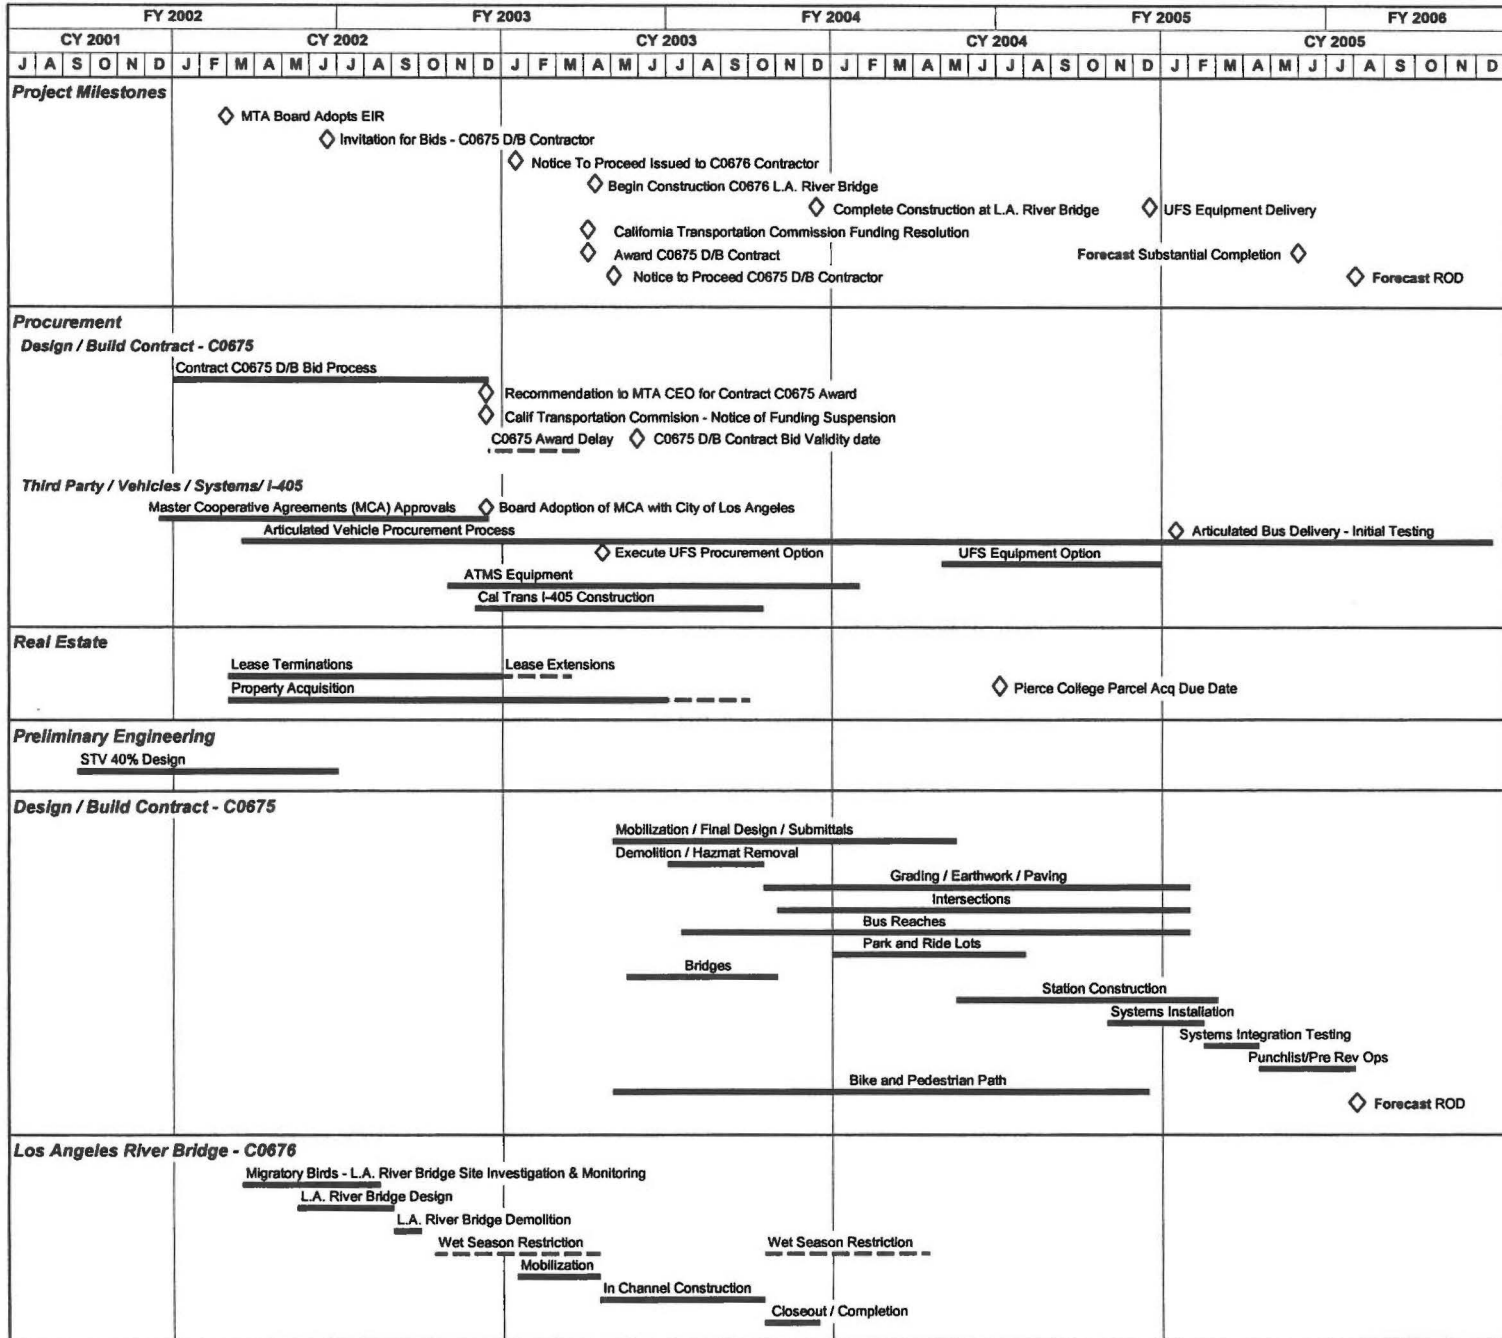 FY 2002 FY 2003 FY 2004 FY 2005 FY 2006
CY 2001 CY 2002 CY 2003 CY 2004 CY 2005
J A S O N D J F M A M J J A S O N D J F M A M J J A S O N D J F M A M J J A S O N D J F M A M J J A S O N D
Project Milestones
MTA Board Adopts EIR
Invitation for Bids - C0675 D/B Contractor
Notice To Proceed Issued to C0676 Contractor
Begin Construction C0676 L.A. River Bridge
Complete Construction at L.A. River Bridge UFS Equipment Delivery
California Transportation Commission Funding Resolution
Award C0675 D/B Contract Forecast Substantial Completion
Notice to Proceed C0675 D/B Contractor Forecast ROD
Procurement
Design / Build Contract - C0675
Contract C0675 D/B Bid Process
Recommendation to MTA CEO for Contract C0675 Award
Calif Transportation Commision - Notice of Funding Suspension
C0675 Award Delay C0675 D/B Contract Bid Validity date
Third Party / Vehicles / Systems/ I-405
Master Cooperative Agreements (MCA) Approvals Board Adoption of MCA with City of Los Angeles
Articulated Vehicle Procurement Process Articulated Bus Delivery - Initial Testing
Execute UFS Procurement Option UFS Equipment Option
ATMS Equipment
Cal Trans I-405 Construction
Real Estate
Lease Terminations Lease Extensions
Property Acquisition Pierce College Parcel Acq Due Date
Preliminary Engineering
STV 40% Design
Design / Build Contract - C0675
Mobilization / Final Design / Submittals
Demolition / Hazmat Removal
Grading / Earthwork / Paving
Intersections
Bus Reaches
Park and Ride Lots
Bridges
Station Construction
Systems Installation
Systems Integration Testing
Punchlist/Pre Rev Ops
Bike and Pedestrian Path
Forecast ROD
Los Angeles River Bridge - C0676
Migratory Birds - L.A. River Bridge Site Investigation & Monitoring
L.A. River Bridge Design
L.A. River Bridge Demolition
Wet Season Restriction Wet Season Restriction
Mobilization
In Channel Construction
Closeout / Completion